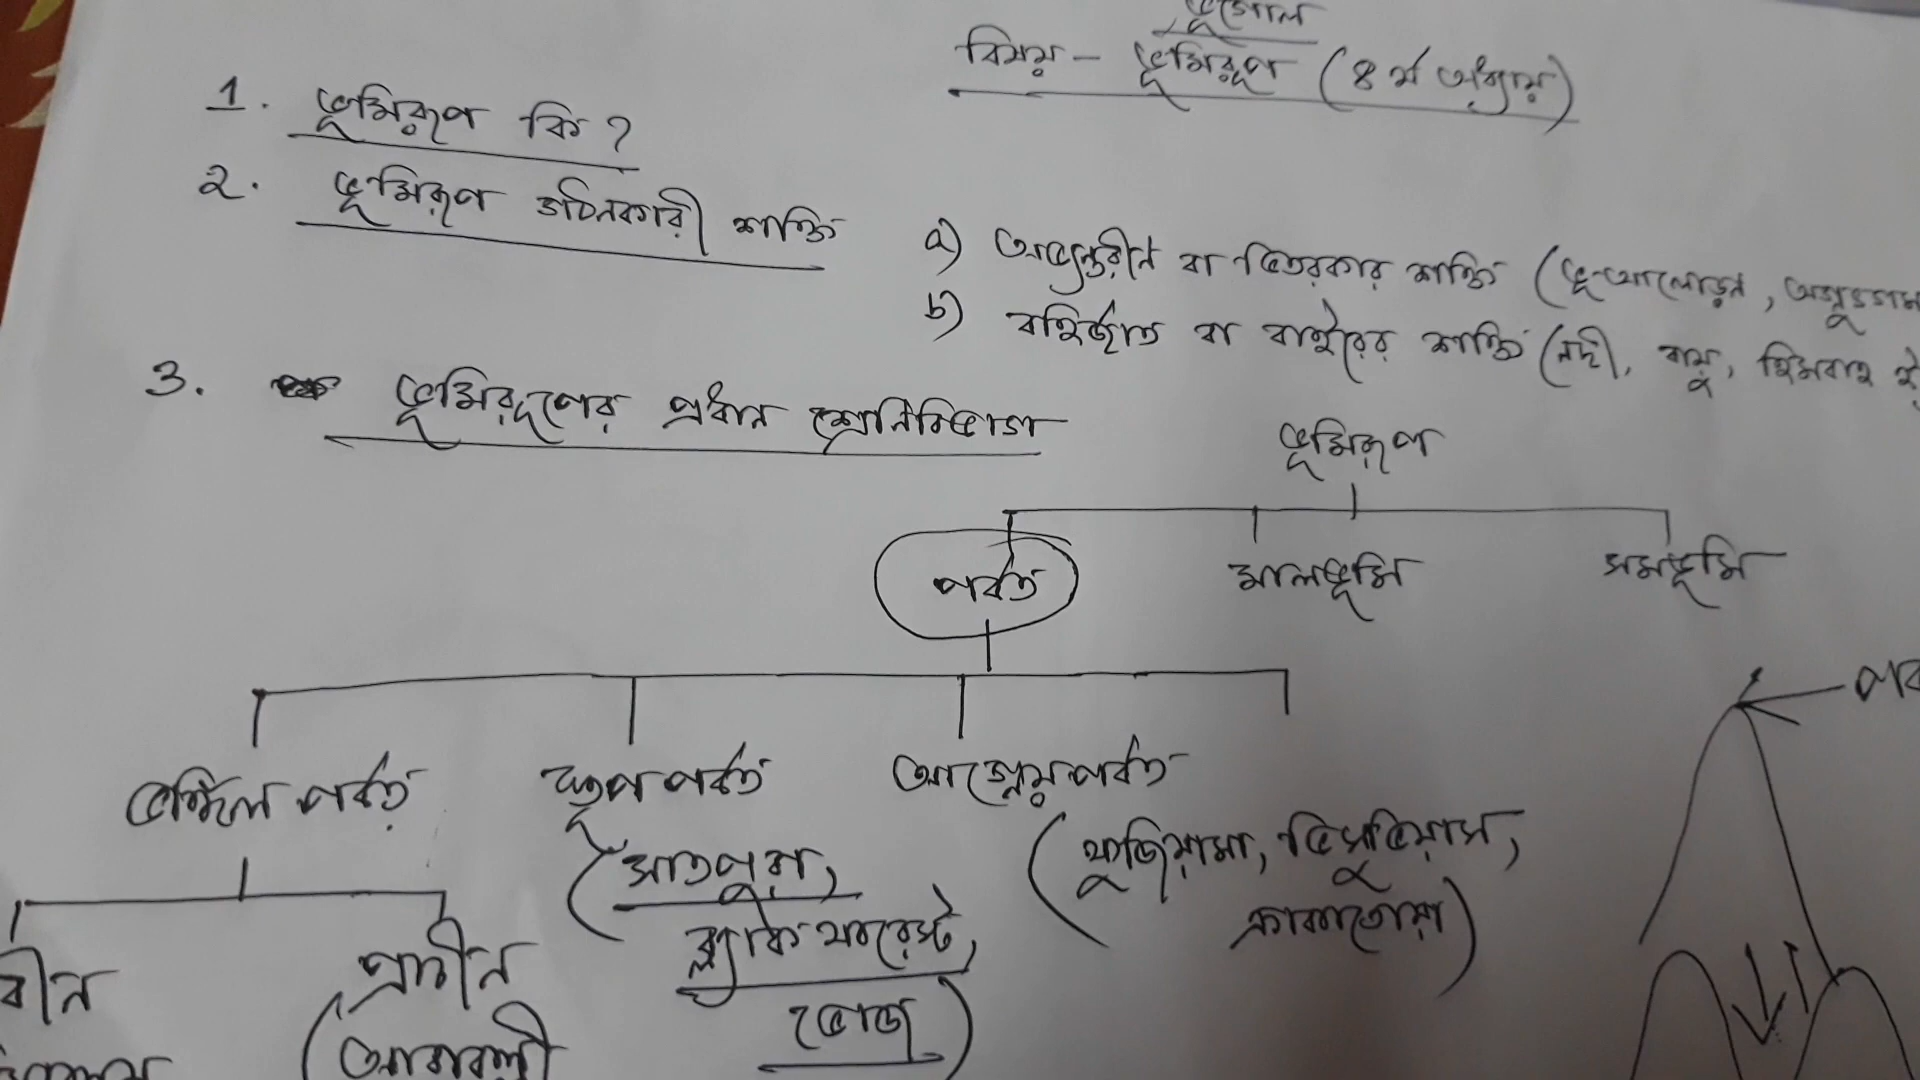 ভূগোল
বিষয় - ভূমিরূপ (৪র্থ অধ্যায়)
1. ভূমিরূপ কি ?
২. ভূমিরূপ গঠনকারী শক্তি
a) অভ্যন্তরীন বা ভিতরকার শক্তি (ভূ-আলোড়ন,
b) বহির্জাত বা বাইরের শক্তি (নদী, বায়ু, হিমবাহ
3. ভূমিরূপের প্রধান শ্রেনিবিভাগ
ভূমিরূপ
পর্বত মালভূমি সমভূমি
ভঙ্গিল পর্বত স্তূপ পর্বত আগ্নেয় পর্বত
(সাতপুরা,
ব্ল্যাক ফরেস্ট,
ভোজ)
(ফুজিয়ামা, ভিসুভিয়াস,
ক্রাকাতোয়া)
প্রাচীন
(আরাবল্লী